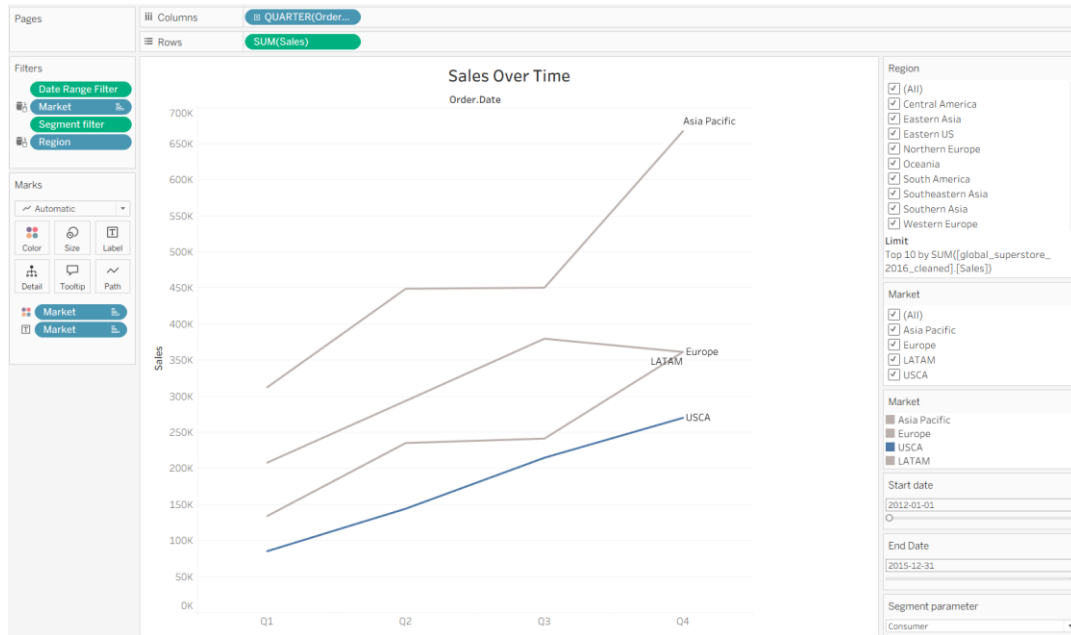 Pages
Columns
QUARTER(Order...
Rows
SUM(Sales)
Filters
Date Range Filter
Market
Segment filter
Region
Marks
Automatic
Color
Size
Label
Detail
Tooltip
Path
Market
Market
Sales Over Time
Order.Date
700K
650K
600K
550K
500K
450K
400K
350K
300K
250K
200K
150K
100K
50K
0K
Sales
Asia Pacific
Europe
LATAM
USCA
Q1
Q2
Q3
Q4
Region
(All)
Central America
Eastern Asia
Eastern US
Northern Europe
Oceania
South America
Southeastern Asia
Southern Asia
Western Europe
Limit
Top 10 by SUM([global_superstore_
2016_cleaned].[Sales])
Market
(All)
Asia Pacific
Europe
LATAM
USCA
Market
Asia Pacific
Europe
USCA
LATAM
Start date
2012-01-01
End Date
2015-12-31
Segment parameter
Consumer